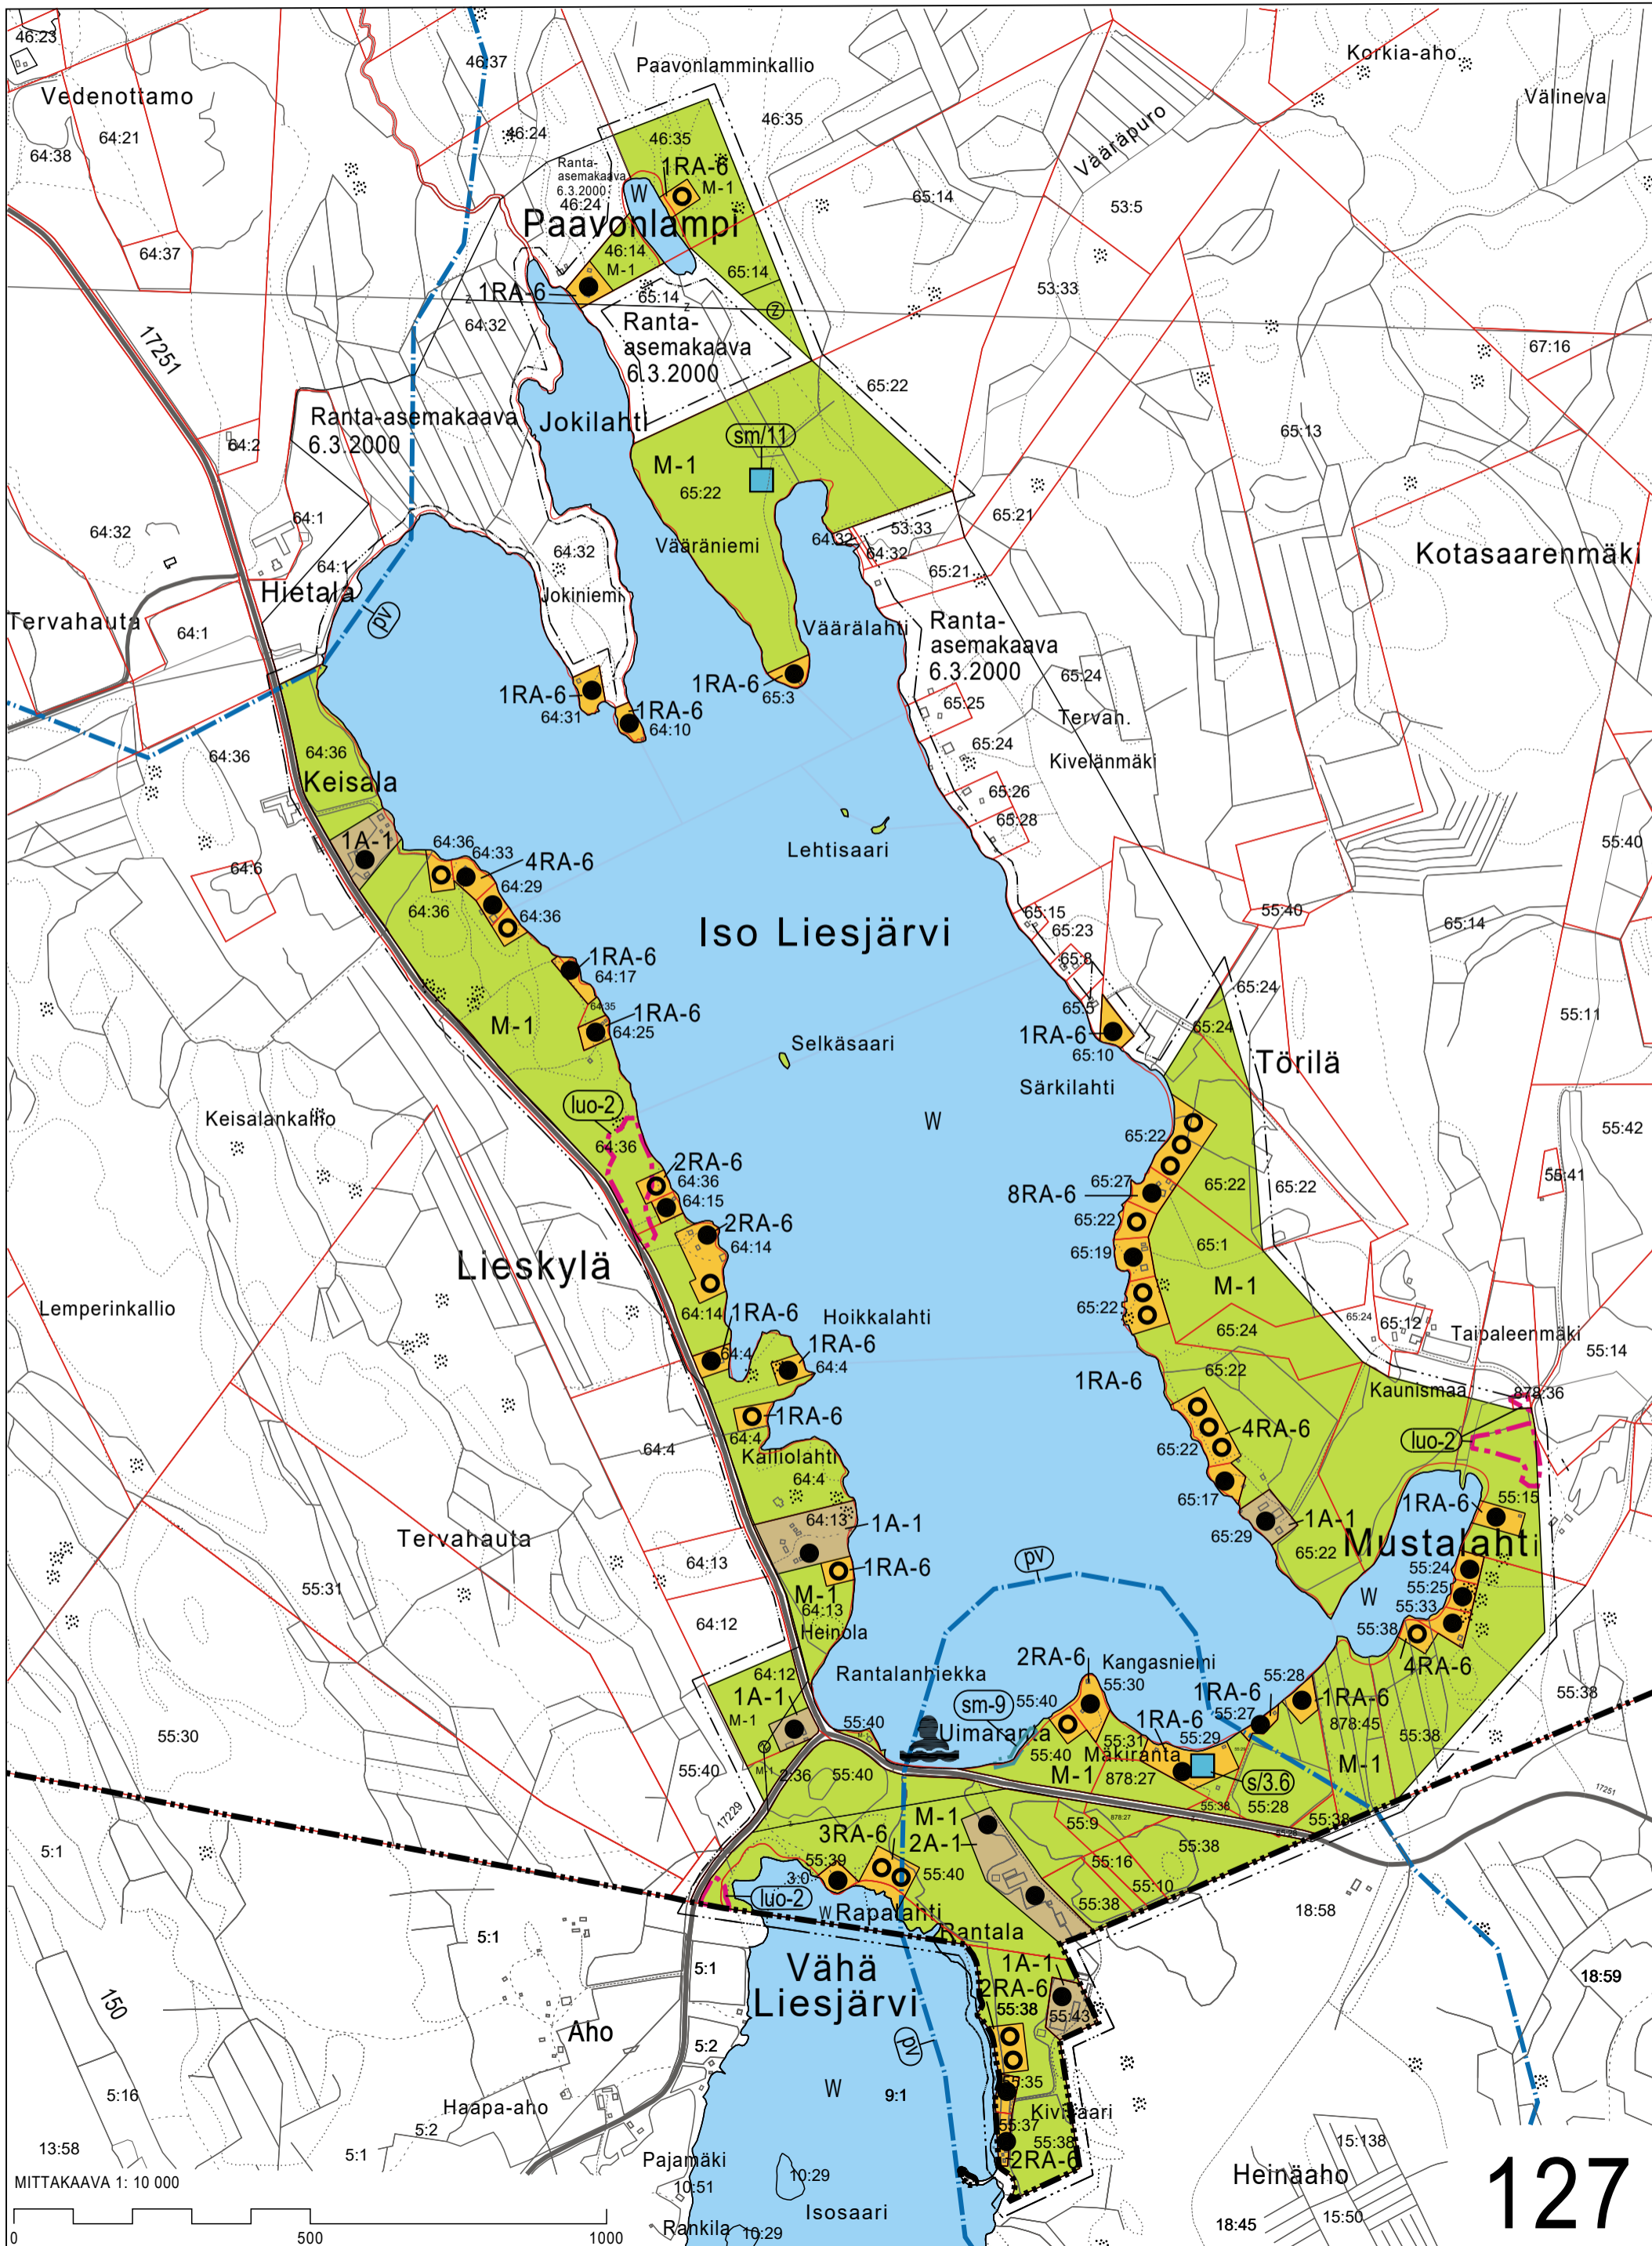 46:23
46:37
Paavonlamminkallio
Korkia-aho
Vedenottamo
64:21
64:38
46:24
46:35
46:35
Välineva
Vääräpuro
Ranta-
asemakaava
6.3.2000
46:24
1RA-6
M-1
W
Paavonlampi
65:14
53:5
64:37
46:14
M-1
65:14
1RA-6
z
64:32
65:14
z
Z
53:33
17251
Ranta-
asemakaava
6.3.2000
67:16
65:22
Ranta-asemakaava
6.3.2000
Jokilahti
64:2
sm/11
65:13
M-1
65:22
64:32
64:1
65:21
53:33
64:32
64:32
Vääräniemi
64:32
65:21
Kotasaarenmäki
64:1
Hietala
Jokiniemi
pv
Tervahauta
64:1
Väärälahti
Ranta-
asemakaava
6.3.2000
65:24
1RA-6
65:3
1RA-6
64:31
1RA-6
64:10
65:25
Tervah.
64:36
64:36
65:24
Kivelänmäki
Keisala
65:26
65:28
1A-1
64:36
64:33
4RA-6
64:29
64:36
64:36
Lehtisaari
64:6
55:40
65:15
65:23
55:40
65:14
Iso Liesjärvi
65:8
1RA-6
64:17
65:24
65:5
64:35
1RA-6
64:25
M-1
1RA-6
65:10
65:24
55:11
Selkäsaari
Törilä
Särkilahti
Keisalankallio
luo-2
64:36
W
65:22
55:42
55:41
2RA-6
64:36
64:15
65:27
8RA-6
65:22
65:22
65:22
2RA-6
64:14
65:19
65:1
Lieskylä
M-1
Lemperinkallio
64:14
1RA-6
Hoikkalahti
65:22
65:24
65:24
65:12
Taipaleenmäki
55:14
64:4
1RA-6
64:4
65:22
1RA-6
Kaunismaa
878:36
1RA-6
64:4
64:4
Kalliolahti
64:4
65:22
4RA-6
luo-2
65:17
64:13
1A-1
65:29
1A-1
65:22
1RA-6
55:15
Mustalahti
Tervahauta
64:13
55:31
1RA-6
M-1
64:13
pv
55:24
55:25
55:33
W
64:12
Heinola
55:38
4RA-6
64:12
Rantalanhiekka
2RA-6
Kangasniemi
55:30
55:28
1A-1
M-1
sm-9
55:40
1RA-6
55:27
1RA-6
878:45
55:38
55:38
55:30
55:40
Uimaranta
1RA-6
55:29
55:31
Mäkiranta
55:40
M-1
878:27
s/3.6
55:28
M-1
55:40
2:36
55:40
17229
M-1
2A-1
55:9
878:27
55:38
55:38
17251
5:1
3RA-6
55:39
55:40
55:16
55:38
55:10
55:38
3:0
luo-2
W
Rapalahti
18:58
5:1
Rantala
5:1
Vähä
Liesjärvi
1A-1
2RA-6
55:38
55:43
18:59
150
Aho
5:2
pv
55:35
5:16
Haapa-aho
W
9:1
55:37
Kivisaari
55:38
2RA-6
13:58
5:1
5:2
Pajamäki
10:51
10:29
Isosaari
15:138
Heinäaho
127
MITTAKAAVA 1: 10 000
Rankila
10:29
18:45
15:50
0
500
1000